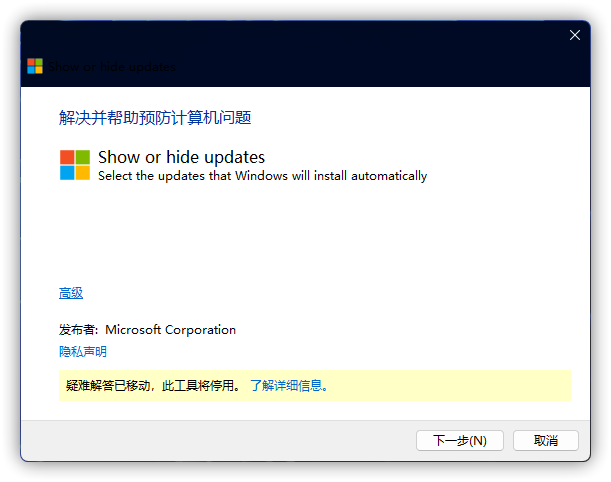 Show or hide updates
解决并帮助预防计算机问题
Show or hide updates
Select the updates that Windows will install automatically
高级
发布者: Microsoft Corporation
隐私声明
疑难解答已移动，此工具将停用。 了解详细信息。
下一步(N) 取消